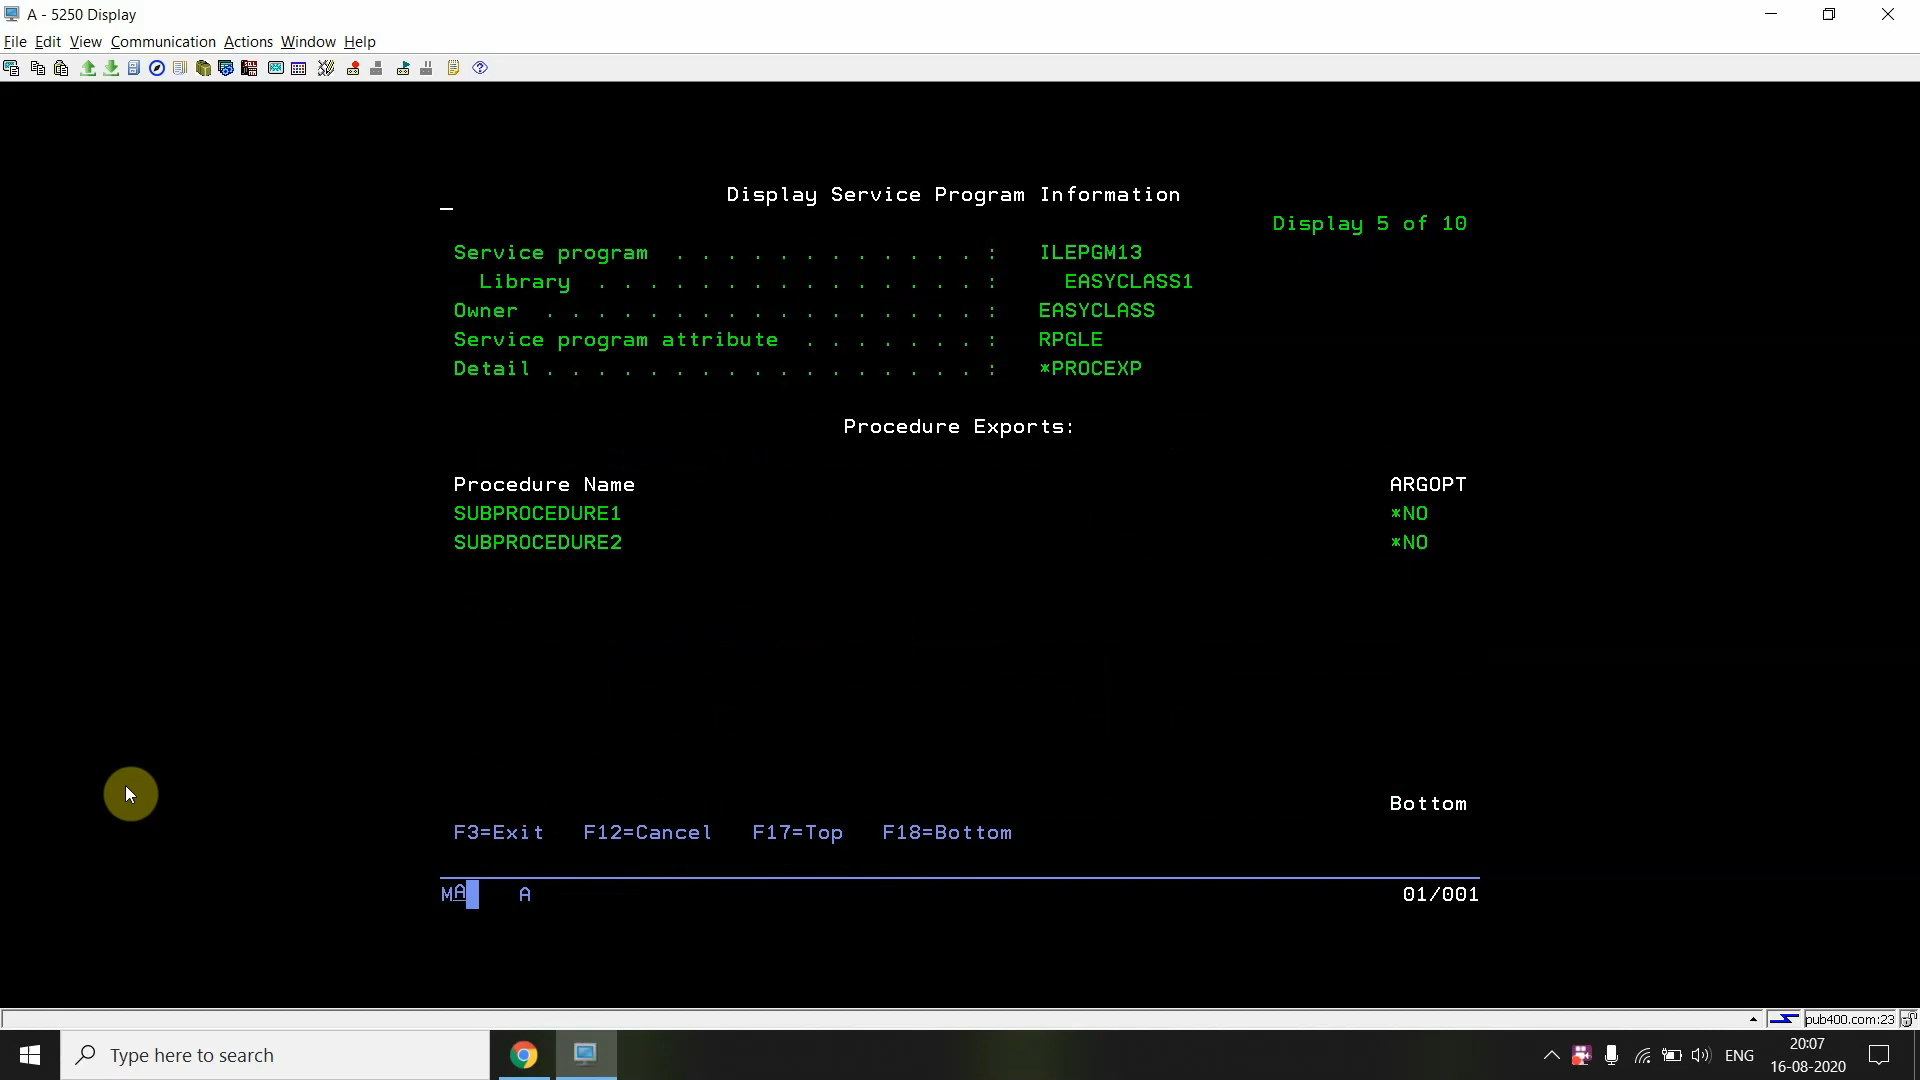 A - 5250 Display
File Edit View Communication Actions Window Help
Display Service Program Information
Display 5 of 10
Service program . . . . . . . . . . . . : ILEPGM13
Library . . . . . . . . . . . . . . . : EASYCLASS1
Owner . . . . . . . . . . . . . . . . . : EASYCLASS
Service program attribute . . . . . . . : RPGLE
Detail . . . . . . . . . . . . . . . . . : *PROCEXP
Procedure Exports:
Procedure Name ARGOPT
SUBPROCEDURE1 *NO
SUBPROCEDURE2 *NO
Bottom
F3=Exit F12=Cancel F17=Top F18=Bottom
MA A 01/001
pub400.com:23
Type here to search
ENG
20:07
16-08-2020